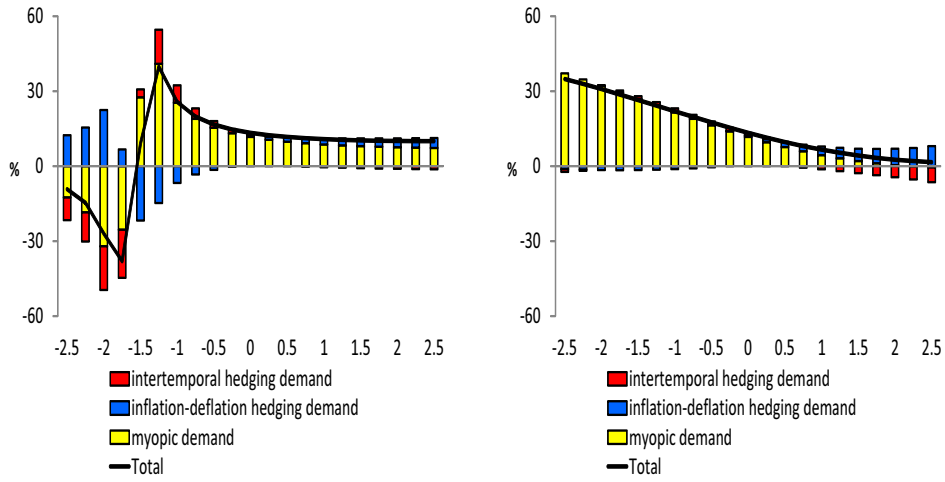 60
30
0
-30
-60
%
-2.5 -2 -1.5 -1 -0.5 0 0.5 1 1.5 2 2.5
intertemporal hedging demand
inflation-deflation hedging demand
myopic demand
Total
60
30
0
-30
-60
%
-2.5 -2 -1.5 -1 -0.5 0 0.5 1 1.5 2 2.5
intertemporal hedging demand
inflation-deflation hedging demand
myopic demand
Total